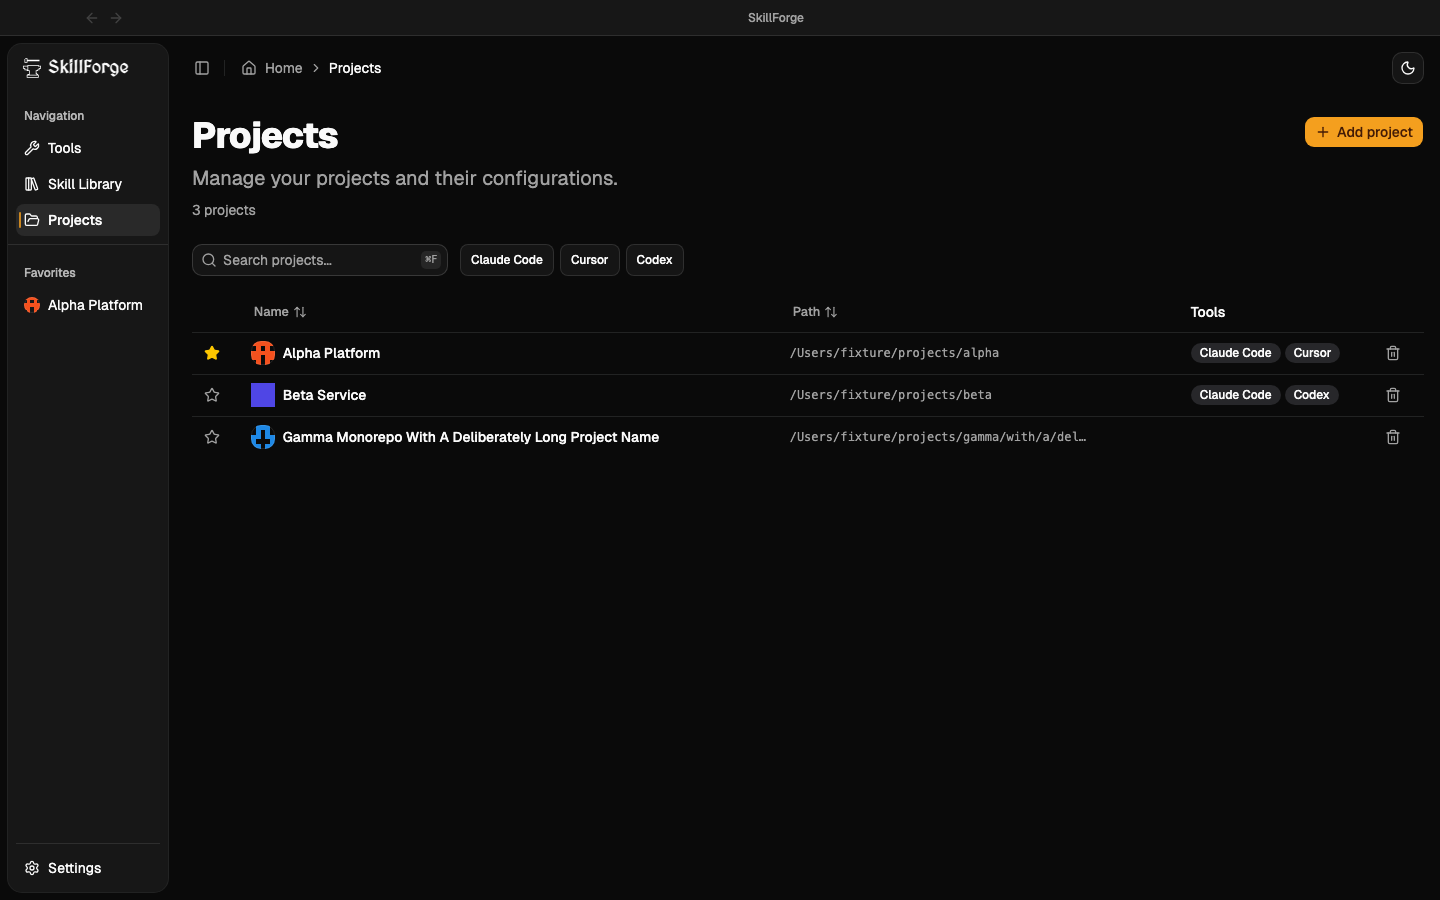 SkillForge
SkillForge
Home
Projects
Navigation
Tools
Skill Library
Projects
Favorites
Alpha Platform
Settings
Projects
Add project
Manage your projects and their configurations.
3 projects
Search projects... ⌘F
Claude Code
Cursor
Codex
Name Path Tools
Alpha Platform /Users/fixture/projects/alpha Claude Code Cursor
Beta Service /Users/fixture/projects/beta Claude Code Codex
Gamma Monorepo With A Deliberately Long Project Name /Users/fixture/projects/gamma/with/a/del…